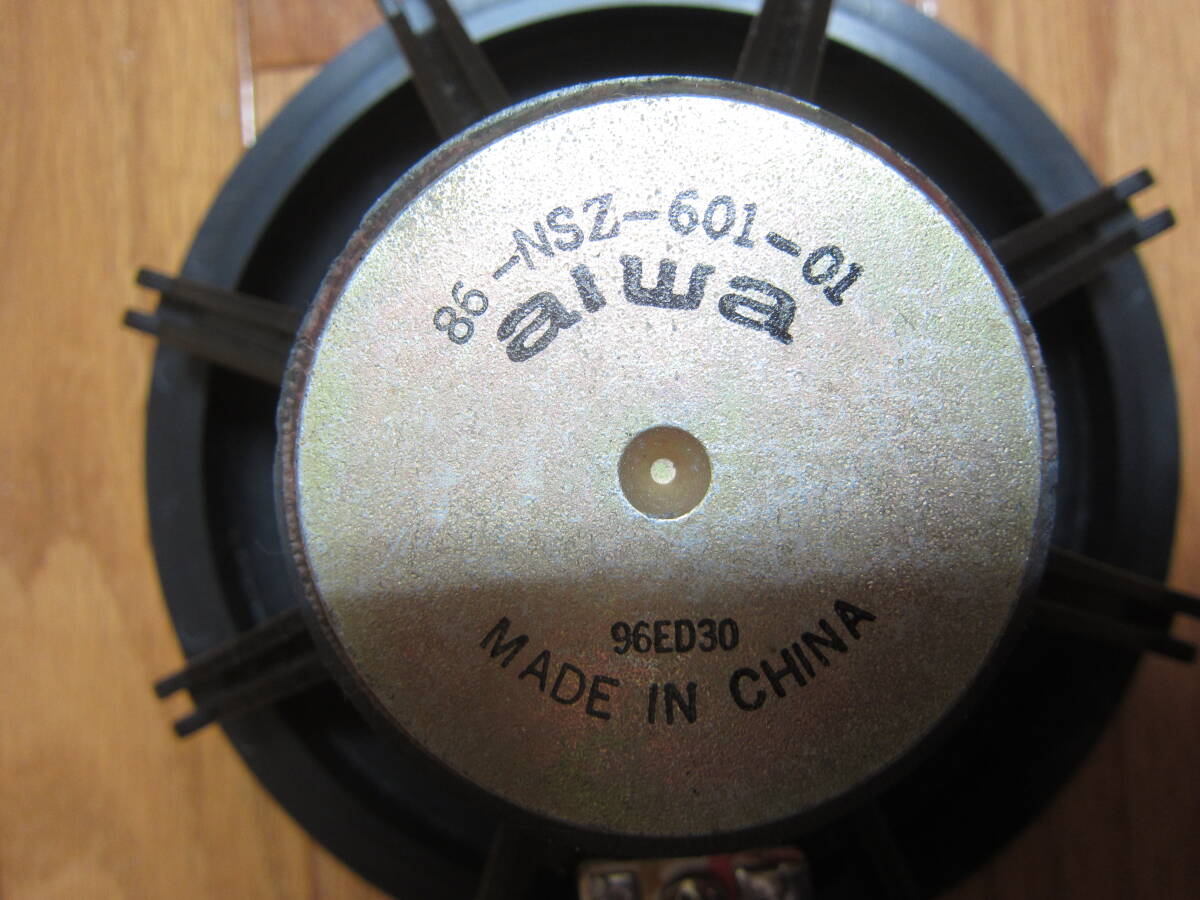 86-NSZ-601-01
aiwa
96ED30
MADE IN CHINA